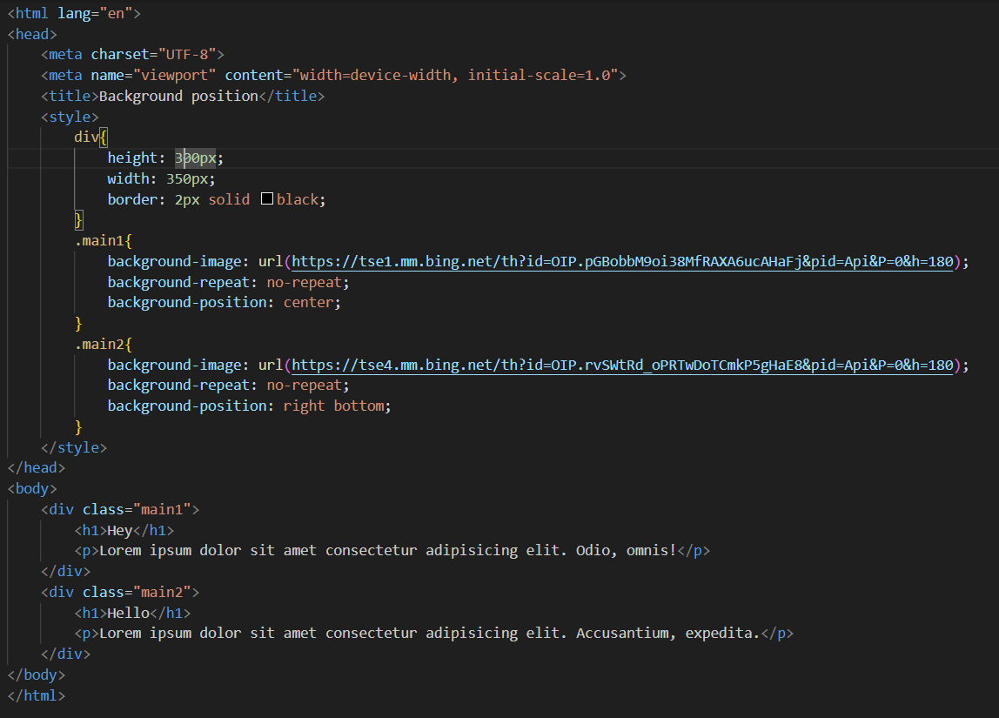 <html lang="en">
<head>
    <meta charset="UTF-8">
    <meta name="viewport" content="width=device-width, initial-scale=1.0">
    <title>Background position</title>
    <style>
        div{
            height: 300px;
            width: 350px;
            border: 2px solid black;
        }
        .main1{
            background-image: url(https://tse1.mm.bing.net/th?id=OIP.pGBobbM9oi38MfRAXA6ucAHaFj&pid=Api&P=0&h=180);
            background-repeat: no-repeat;
            background-position: center;
        }
        .main2{
            background-image: url(https://tse4.mm.bing.net/th?id=OIP.rvSWtRd_oPRTwDoTCmkP5gHaE8&pid=Api&P=0&h=180);
            background-repeat: no-repeat;
            background-position: right bottom;
        }
    </style>
</head>
<body>
    <div class="main1">
        <h1>Hey</h1>
        <p>Lorem ipsum dolor sit amet consectetur adipisicing elit. Odio, omnis!</p>
    </div>
    <div class="main2">
        <h1>Hello</h1>
        <p>Lorem ipsum dolor sit amet consectetur adipisicing elit. Accusantium, expedita.</p>
    </div>
</body>
</html>